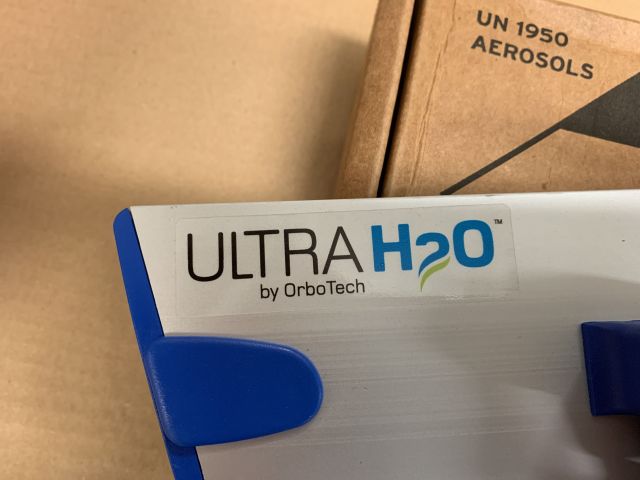 UN 1950
AEROSOLS
ULTRA H2O™
by OrboTech